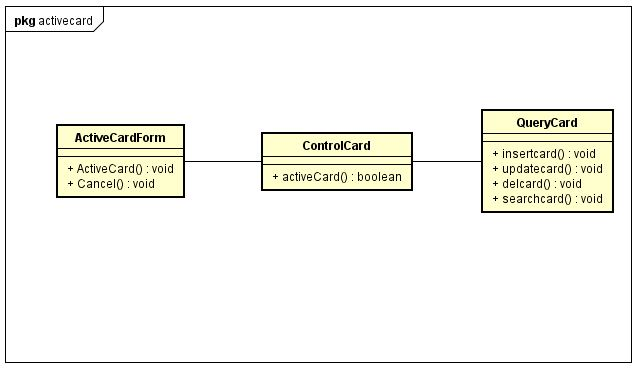 pkg activecard
ActiveCardForm
+ ActiveCard() : void
+ Cancel() : void
ControlCard
+ activeCard() : boolean
QueryCard
+ insertcard() : void
+ updatecard() : void
+ delcard() : void
+ searchcard() : void